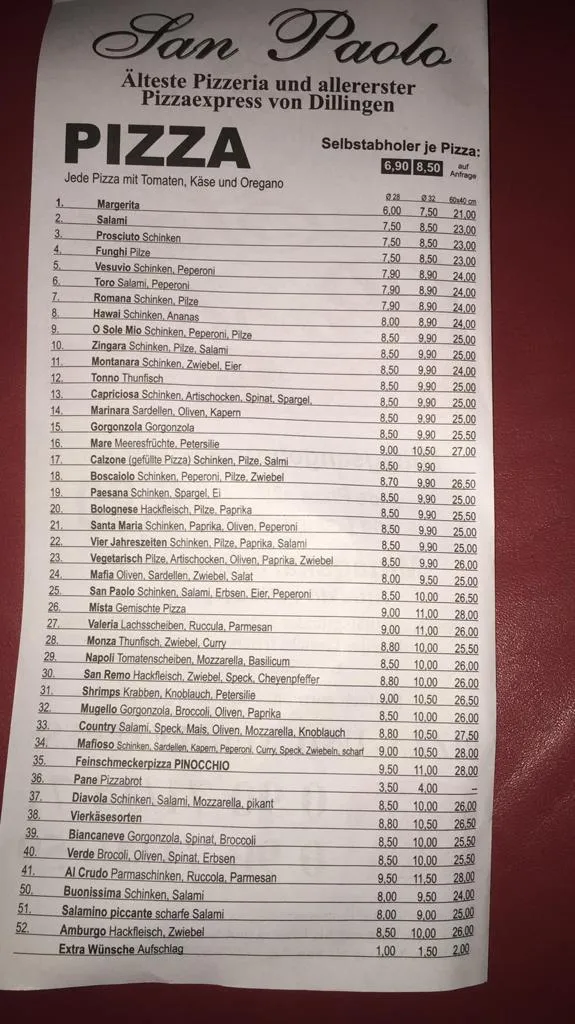 San Paolo
Älteste Pizzeria und allererster
Pizzaexpress von Dillingen
PIZZA
Selbstabholer je Pizza:
6,90 8,50 auf Anfrage
Jede Pizza mit Tomaten, Käse und Oregano
Ø 28 Ø 32 60x40 cm
1. Margerita 6,00 7,50 21,00
2. Salami 7,50 8,50 23,00
3. Prosciuto Schinken 7,50 8,50 23,00
4. Funghi Pilze 7,50 8,50 23,00
5. Vesuvio Schinken, Peperoni 7,90 8,90 24,00
6. Toro Salami, Peperoni 7,90 8,90 24,00
7. Romana Schinken, Pilze 7,90 8,90 24,00
8. Hawai Schinken, Ananas 8,00 8,90 24,00
9. O Sole Mio Schinken, Peperoni, Pilze 8,50 9,90 25,00
10. Zingara Schinken, Pilze, Salami 8,50 9,90 25,00
11. Montanara Schinken, Zwiebel, Eier 8,50 9,90 24,00
12. Tonno Thunfisch 8,50 9,90 25,00
13. Capriciosa Schinken, Artischocken, Spinat, Spargel, 8,50 9,90 25,00
14. Marinara Sardellen, Oliven, Kapern 8,50 9,90 25,00
15. Gorgonzola Gorgonzola 8,50 9,90 25,50
16. Mare Meeresfrüchte, Petersilie 9,00 10,50 27,00
17. Calzone (gefüllte Pizza) Schinken, Pilze, Salmi 8,50 9,90
18. Boscaiolo Schinken, Peperoni, Pilze, Zwiebel 8,70 9,90 26,50
19. Paesana Schinken, Spargel, Ei 8,50 9,90 25,00
20. Bolognese Hackfleisch, Pilze, Paprika 8,50 9,90 25,50
21. Santa Maria Schinken, Paprika, Oliven, Peperoni 8,50 9,90 25,00
22. Vier Jahreszeiten Schinken, Pilze, Paprika, Salami 8,50 9,90 25,00
23. Vegetarisch Pilze, Artischocken, Oliven, Paprika, Zwiebel 8,50 9,90 26,00
24. Mafia Oliven, Sardellen, Zwiebel, Salat 8,00 9,50 25,00
25. San Paolo Schinken, Salami, Erbsen, Eier, Peperoni 8,50 10,00 26,50
26. Mista Gemischte Pizza 9,00 11,00 28,00
27. Valeria Lachsscheiben, Ruccula, Parmesan 9,00 11,00 26,00
28. Monza Thunfisch, Zwiebel, Curry 8,80 10,00 25,50
29. Napoli Tomatenscheiben, Mozzarella, Basilicum 8,50 10,00 26,00
30. San Remo Hackfleisch, Zwiebel, Speck, Cheyenpfeffer 8,80 10,00 26,00
31. Shrimps Krabben, Knoblauch, Petersilie 9,00 10,50 26,50
32. Mugello Gorgonzola, Broccoli, Oliven, Paprika 8,50 10,00 26,00
33. Country Salami, Speck, Mais, Oliven, Mozzarella, Knoblauch 8,80 10,50 27,50
34. Mafioso Schinken, Sardellen, Kapern, Peperoni, Curry, Speck, Zwiebeln, scharf 9,00 10,50 28,00
35. Feinschmeckerpizza PINOCCHIO 9,50 11,00 28,00
36. Pane Pizzabrot 3,50 4,00 –
37. Diavola Schinken, Salami, Mozzarella, pikant 8,50 10,00 26,00
38. Vierkäsesorten 8,80 10,50 26,50
39. Biancaneve Gorgonzola, Spinat, Broccoli 8,50 10,00 25,50
40. Verde Brocoli, Oliven, Spinat, Erbsen 8,50 10,00 25,50
41. Al Crudo Parmaschinken, Ruccola, Parmesan 9,50 11,50 28,00
50. Buonissima Schinken, Salami 8,00 9,50 24,00
51. Salamino piccante scharfe Salami 8,00 9,00 25,00
52. Amburgo Hackfleisch, Zwiebel 8,50 10,00 26,00
Extra Wünsche Aufschlag 1,00 1,50 2,00